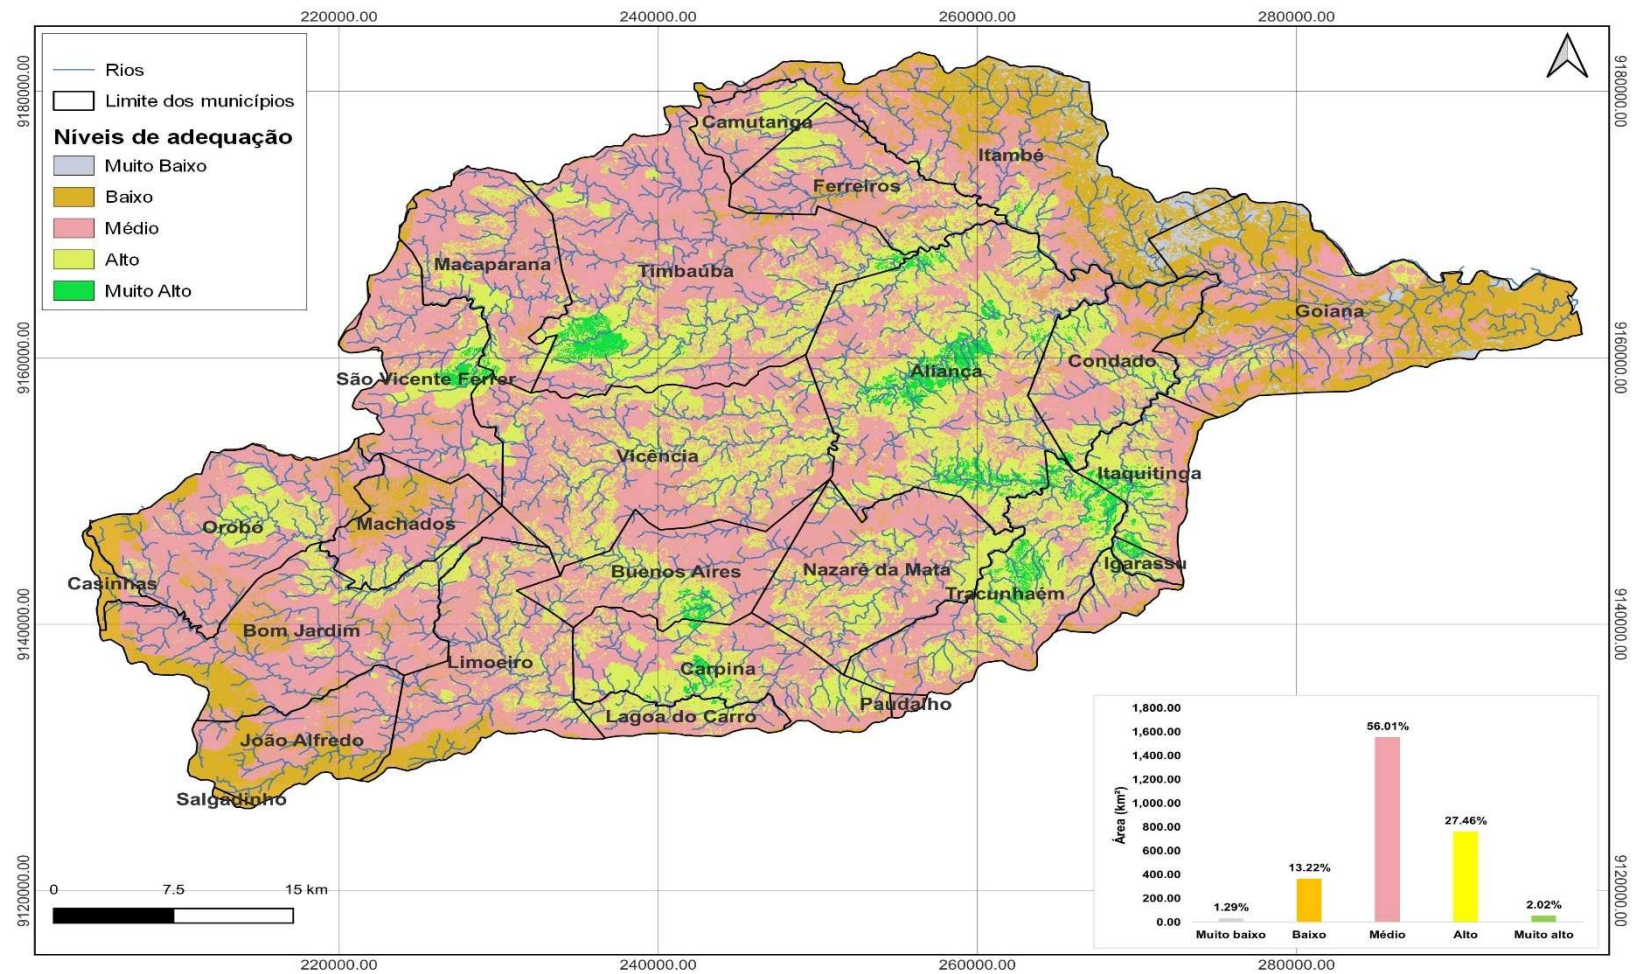 220000.00
240000.00
260000.00
280000.00
9180000.00
9160000.00
9140000.00
9120000.00
Rios
Limite dos municípios
Níveis de adequação
Muito Baixo
Baixo
Médio
Alto
Muito Alto
Camutanga
Itambé
Ferreiros
Macaparana
Timbaúba
Goiana
Condado
Aliança
São Vicente Ferrer
Vicência
Itaquitinga
Orobó
Machados
Igarassu
Buenos Aires
Nazaré da Mata
Casinhas
Tracunhaém
Bom Jardim
Limoeiro
Carpina
Paudalho
Lagoa do Carro
João Alfredo
Salgadinho
0 7.5 15 km
Área (km²)
1,800.00
1,600.00
1,400.00
1,200.00
1,000.00
800.00
600.00
400.00
200.00
0.00
1.29%
13.22%
56.01%
27.46%
2.02%
Muito baixo Baixo Médio Alto Muito alto
9180000.00
9160000.00
9140000.00
9120000.00
220000.00
240000.00
260000.00
280000.00